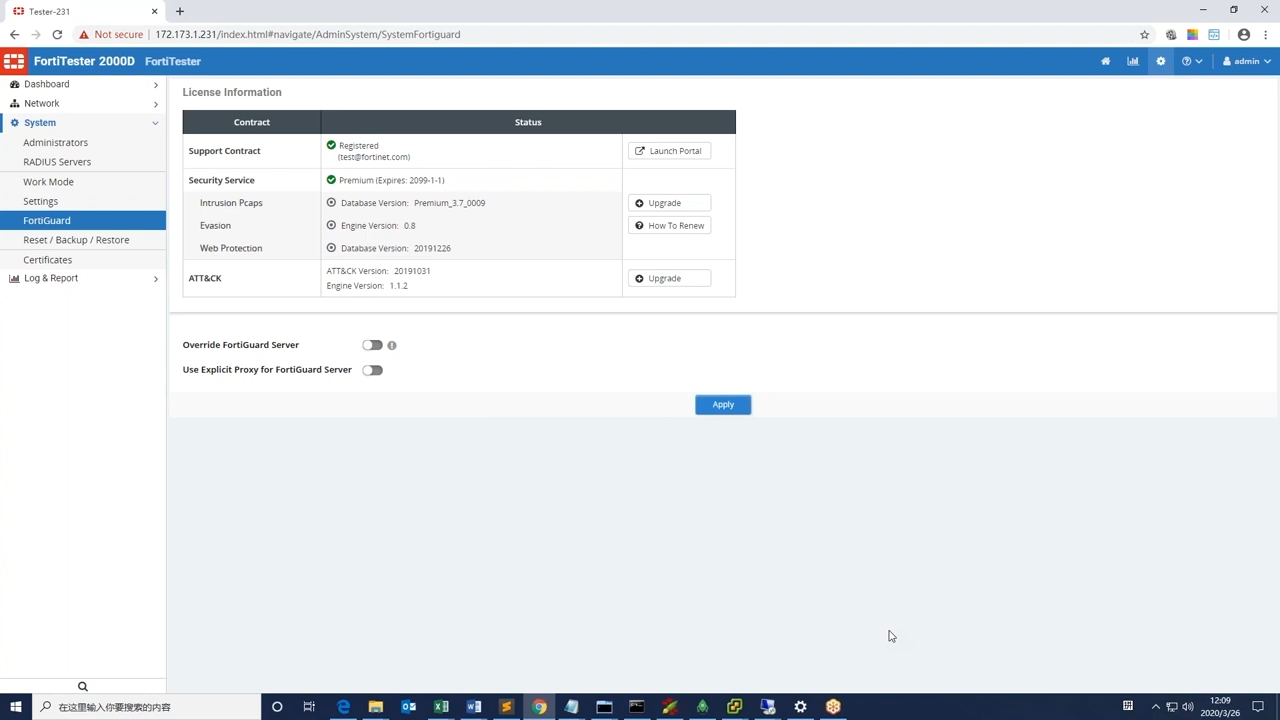 Tester-231
Not secure
172.173.1.231/index.html#navigate/AdminSystem/SystemFortiguard
FortiTester 2000D FortiTester
admin
Dashboard
Network
System
Administrators
RADIUS Servers
Work Mode
Settings
FortiGuard
Reset / Backup / Restore
Certificates
Log & Report
License Information
Contract Status
Support Contract Registered Launch Portal
(test@fortinet.com)
Security Service Premium (Expires: 2099-1-1)
Intrusion Pcaps Database Version: Premium_3.7_0009 Upgrade
Evasion Engine Version: 0.8 How To Renew
Web Protection Database Version: 20191226
ATT&CK ATT&CK Version: 20191031 Upgrade
Engine Version: 1.1.2
Override FortiGuard Server
Use Explicit Proxy for FortiGuard Server
Apply
在这里输入你要搜索的内容
12:09
2020/3/26